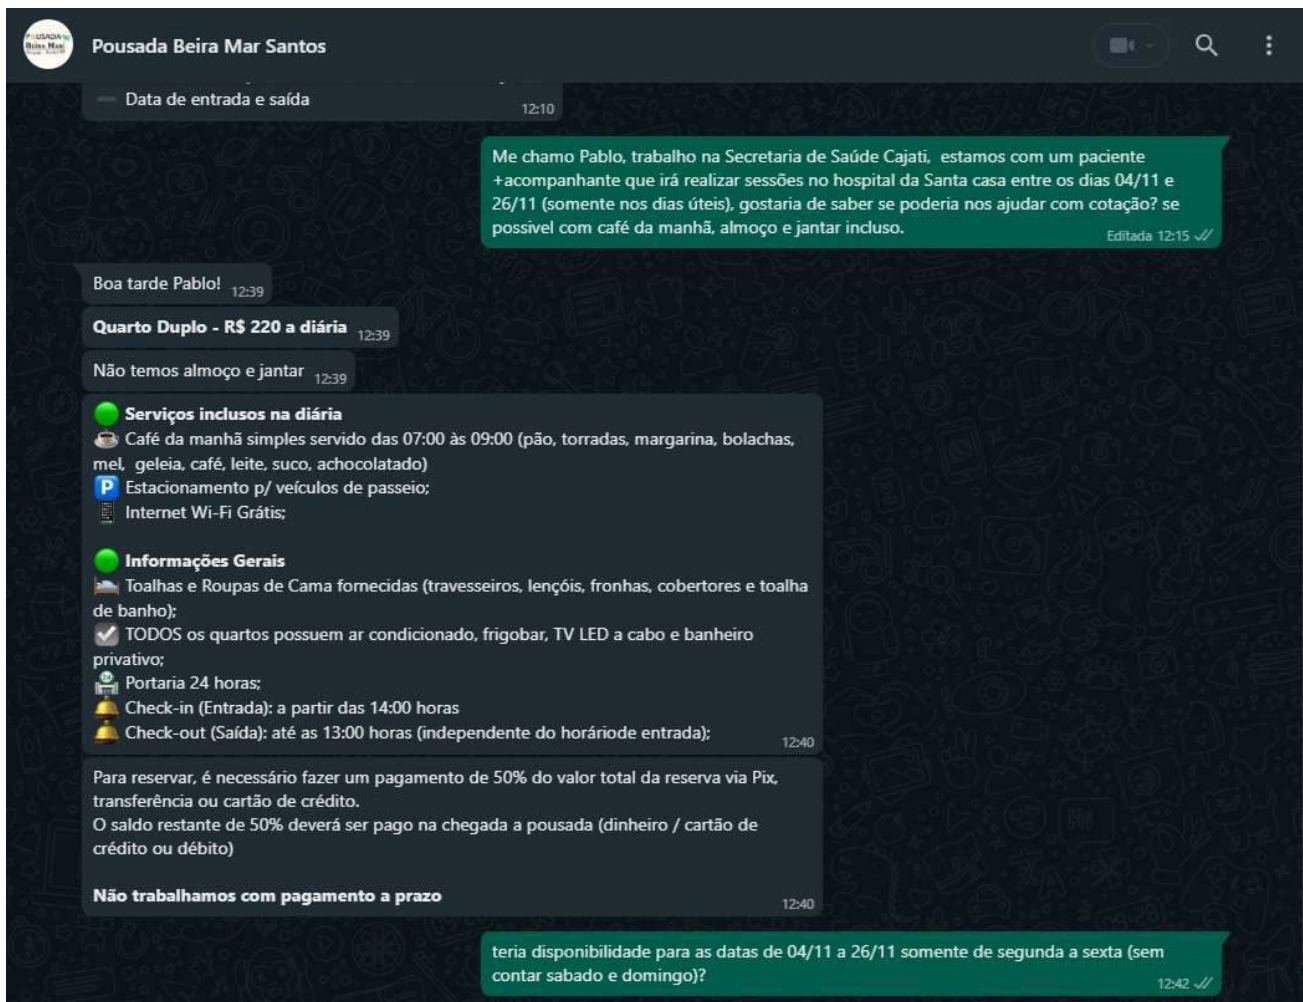 POUSADA
Beira Mar
Pousada Beira Mar Santos
Data de entrada e saída
12:10
Me chamo Pablo, trabalho na Secretaria de Saúde Cajati, estamos com um paciente
+acompanhante que irá realizar sessões no hospital da Santa casa entre os dias 04/11 e
26/11 (somente nos dias úteis), gostaria de saber se poderia nos ajudar com cotação? se
possivel com café da manhã, almoço e jantar incluso.
Editada 12:15
Boa tarde Pablo! 12:39
Quarto Duplo - R$ 220 a diária 12:39
Não temos almoço e jantar 12:39
Serviços inclusos na diária
Café da manhã simples servido das 07:00 às 09:00 (pão, torradas, margarina, bolachas,
mel, geleia, café, leite, suco, achocolatado)
P Estacionamento p/ veículos de passeio;
Internet Wi-Fi Grátis;
Informações Gerais
Toalhas e Roupas de Cama fornecidas (travesseiros, lençóis, fronhas, cobertores e toalha
de banho);
TODOS os quartos possuem ar condicionado, frigobar, TV LED a cabo e banheiro
privativo;
Portaria 24 horas;
Check-in (Entrada): a partir das 14:00 horas
Check-out (Saída): até as 13:00 horas (independente do horáriode entrada);
12:40
Para reservar, é necessário fazer um pagamento de 50% do valor total da reserva via Pix,
transferência ou cartão de crédito.
O saldo restante de 50% deverá ser pago na chegada a pousada (dinheiro / cartão de
crédito ou débito)
Não trabalhamos com pagamento a prazo
12:40
teria disponibilidade para as datas de 04/11 a 26/11 somente de segunda a sexta (sem
contar sabado e domingo)?
12:42